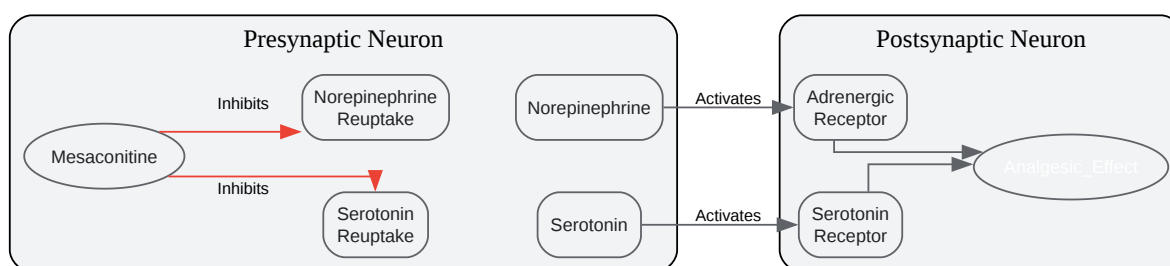 Presynaptic Neuron
Mesaconitine
Inhibits
Inhibits
Norepinephrine
Reuptake
Serotonin
Reuptake
Norepinephrine
Serotonin
Activates
Activates
Postsynaptic Neuron
Adrenergic
Receptor
Serotonin
Receptor
Analgesic_Effect